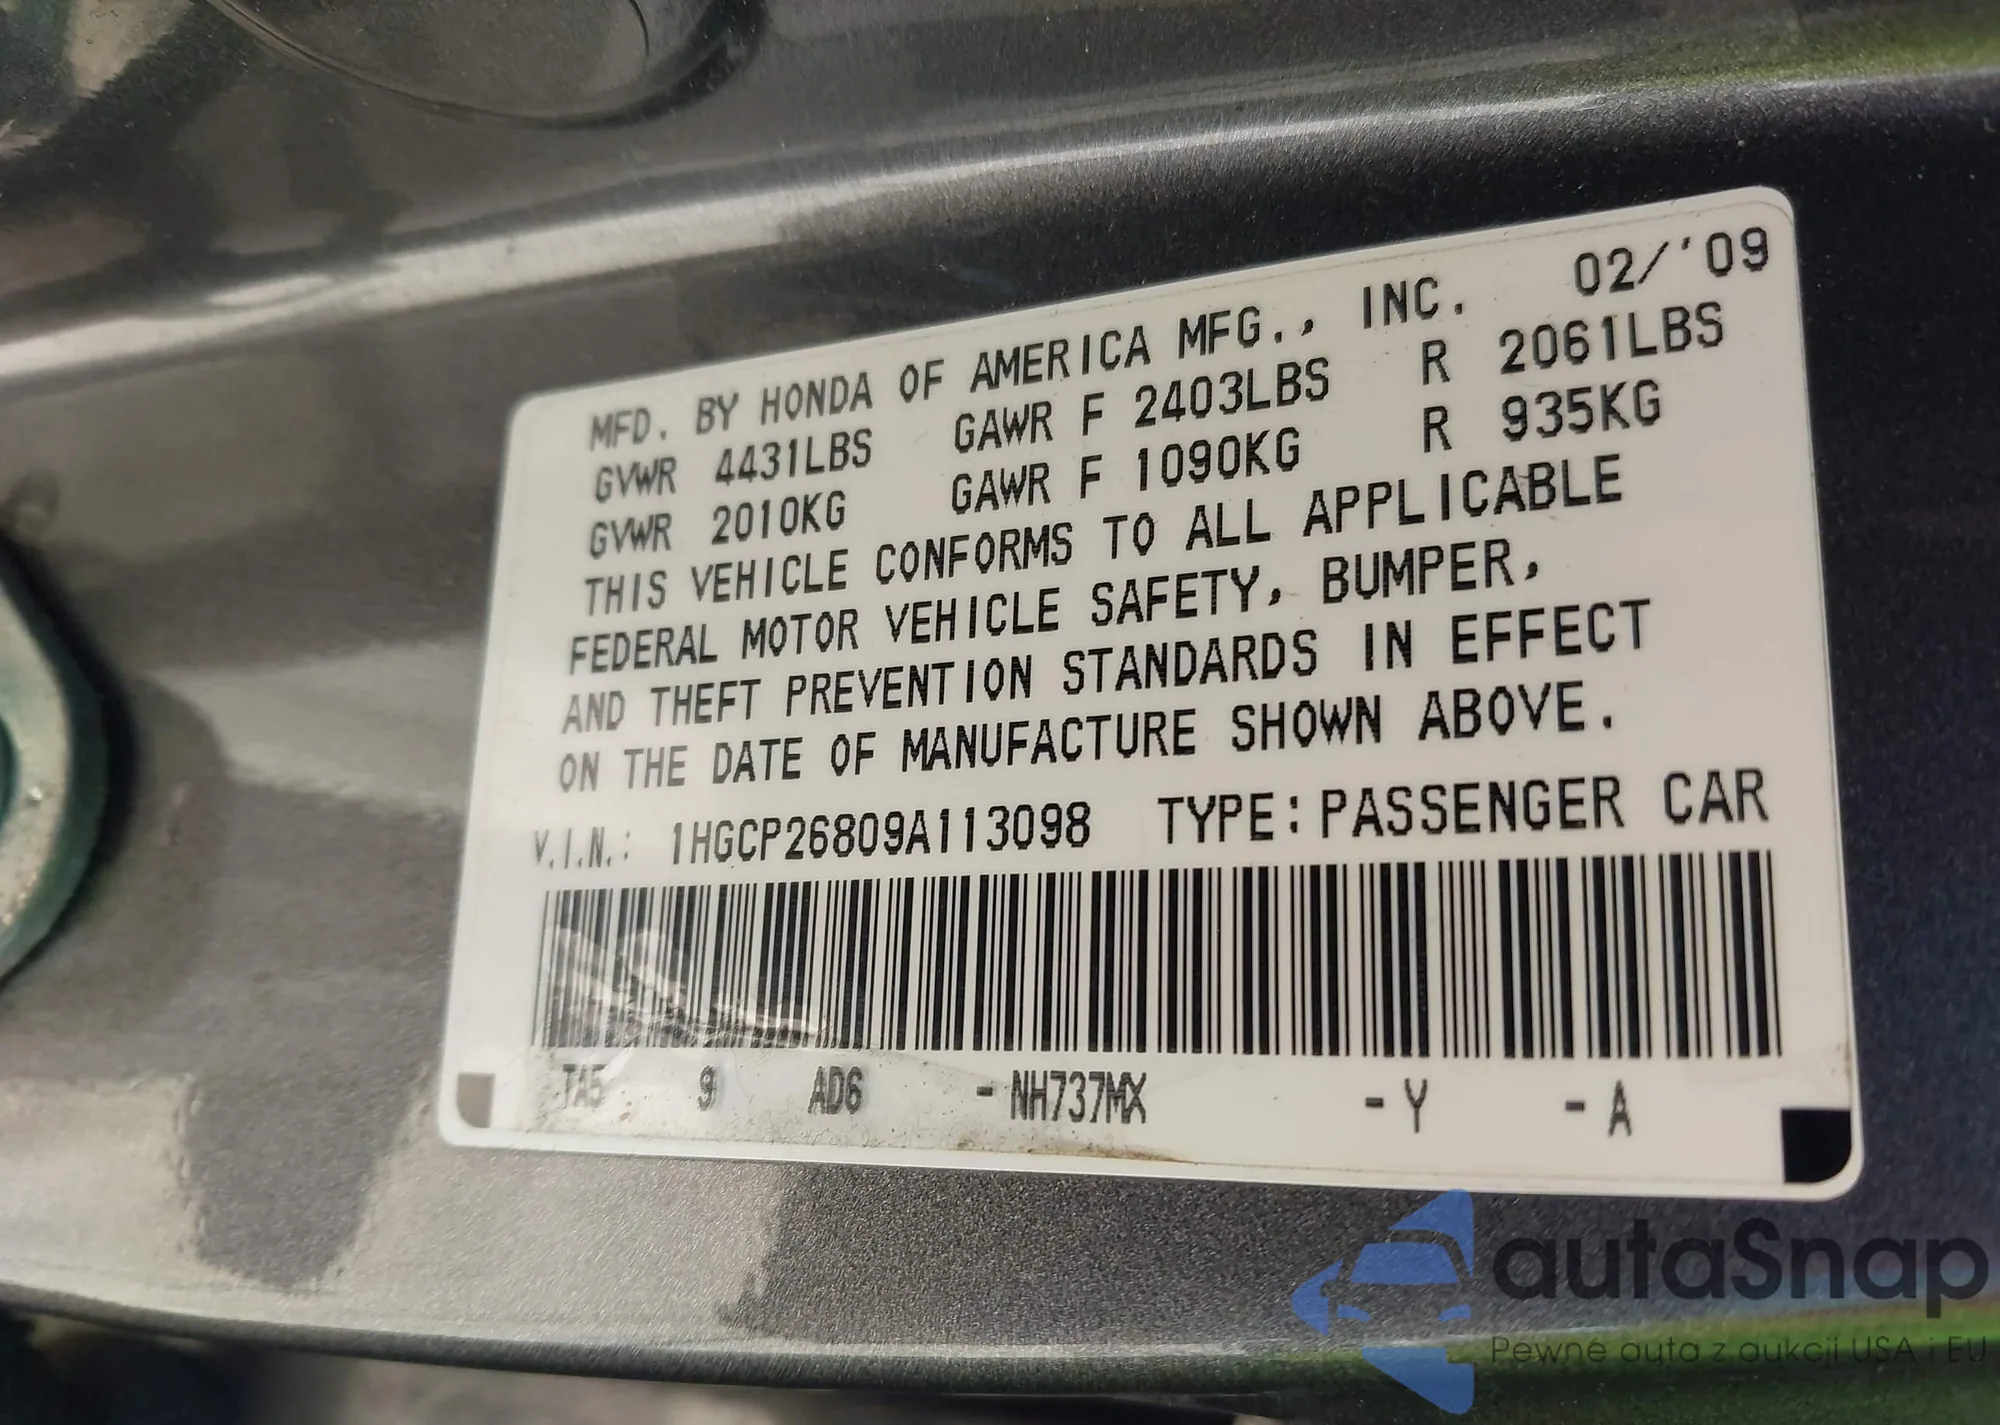 MFD. BY HONDA OF AMERICA MFG., INC. 02/'09
GVWR 4431LBS GAWR F 2403LBS R 2061LBS
GVWR 2010KG GAWR F 1090KG R 935KG
THIS VEHICLE CONFORMS TO ALL APPLICABLE
FEDERAL MOTOR VEHICLE SAFETY, BUMPER,
AND THEFT PREVENTION STANDARDS IN EFFECT
ON THE DATE OF MANUFACTURE SHOWN ABOVE.
V.I.N.: 1HGCP26809A113098 TYPE: PASSENGER CAR
TA5 9 AD6 - NH737MX - Y - A
autaSnap
Pewne auta z aukcji USA i EU